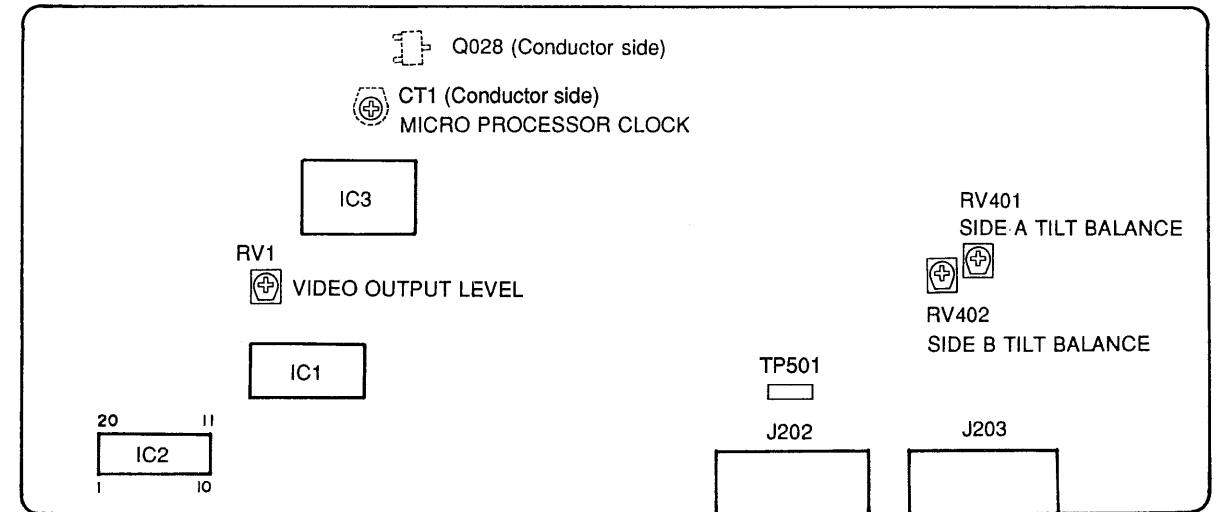 Q028 (Conductor side)
CT1 (Conductor side)
MICRO PROCESSOR CLOCK
IC3
RV401
SIDE A TILT BALANCE
RV1
VIDEO OUTPUT LEVEL
RV402
SIDE B TILT BALANCE
IC1
TP501
20 11
IC2
1 10
J202
J203